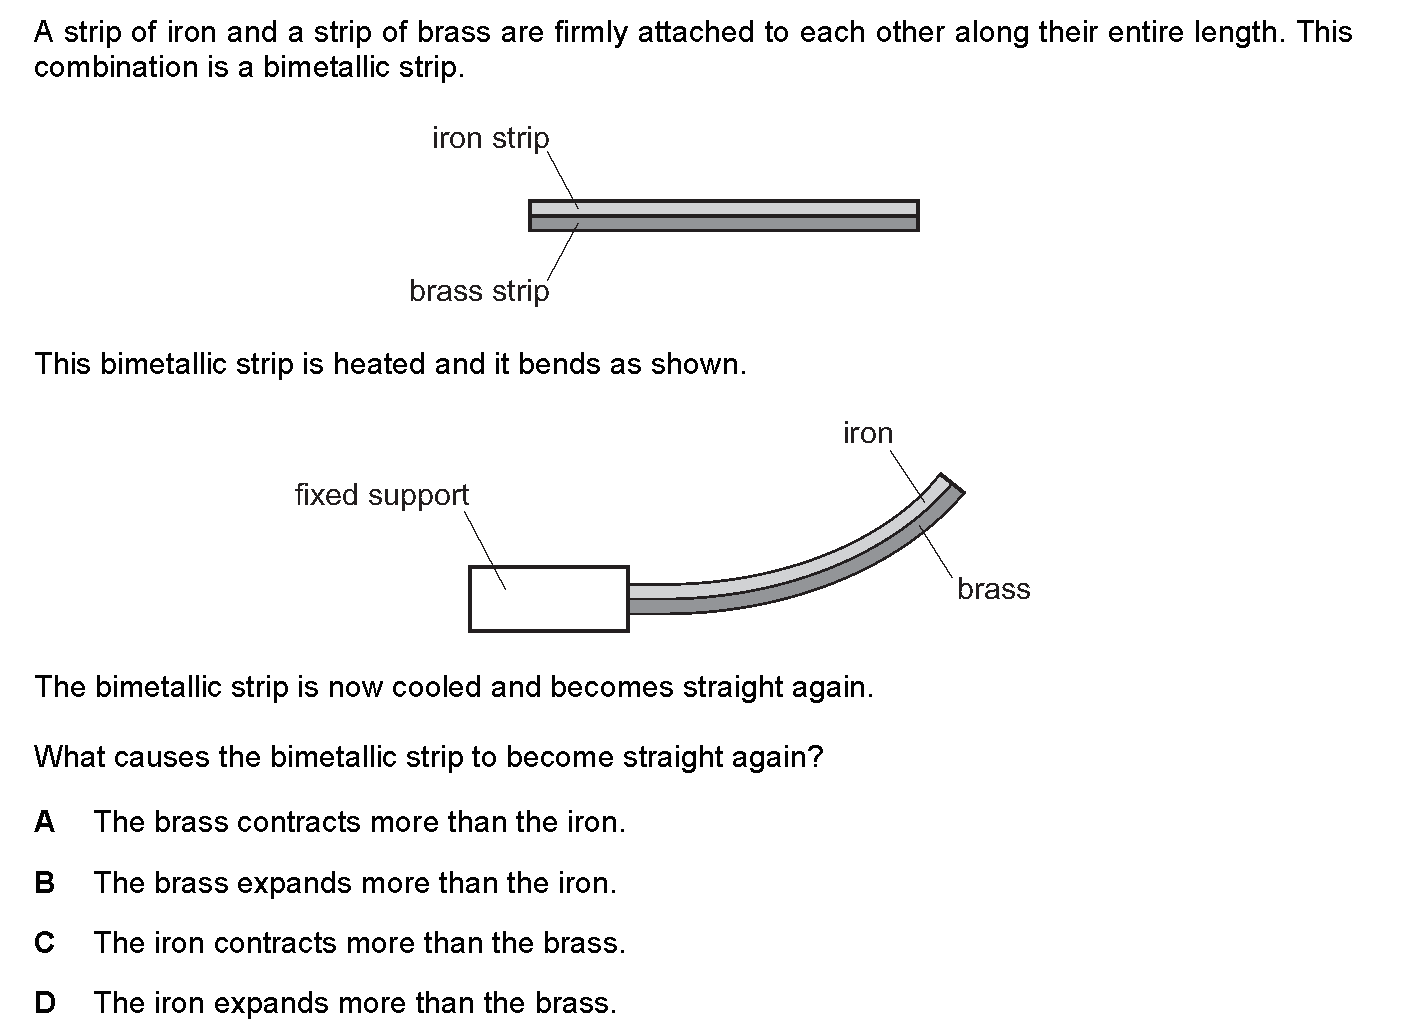 A strip of iron and a strip of brass are firmly attached to each other along their entire length. This
combination is a bimetallic strip.
iron strip
brass strip
This bimetallic strip is heated and it bends as shown.
iron
fixed support
brass
The bimetallic strip is now cooled and becomes straight again.
What causes the bimetallic strip to become straight again?
A The brass contracts more than the iron.
B The brass expands more than the iron.
C The iron contracts more than the brass.
D The iron expands more than the brass.